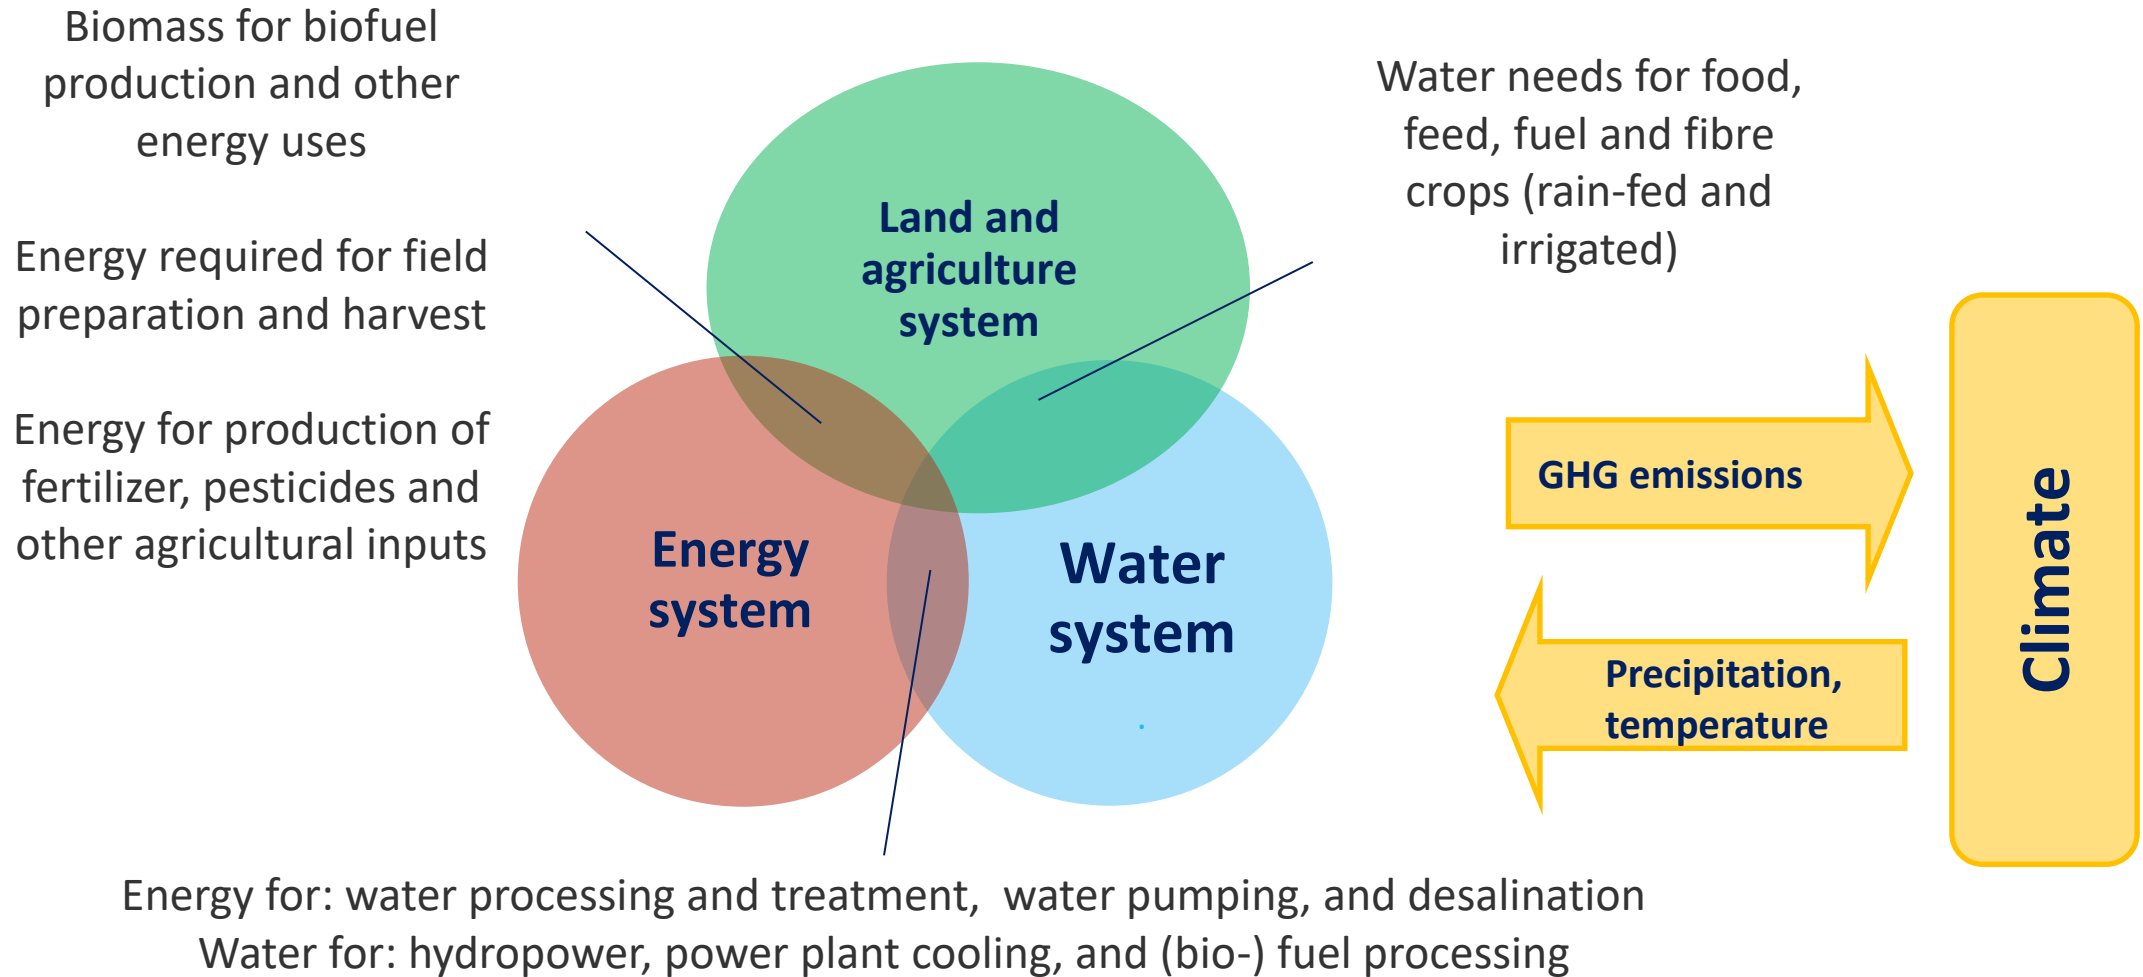 Biomass for biofuel
production and other
energy uses
Energy required for field
preparation and harvest
Energy for production of
fertilizer, pesticides and
other agricultural inputs
Land and
agriculture
system
Water needs for food,
feed, fuel and fibre
crops (rain-fed and
irrigated)
Energy
system
Water
system
GHG emissions
Precipitation,
temperature
Climate
Energy for: water processing and treatment, water pumping, and desalination
Water for: hydropower, power plant cooling, and (bio-) fuel processing